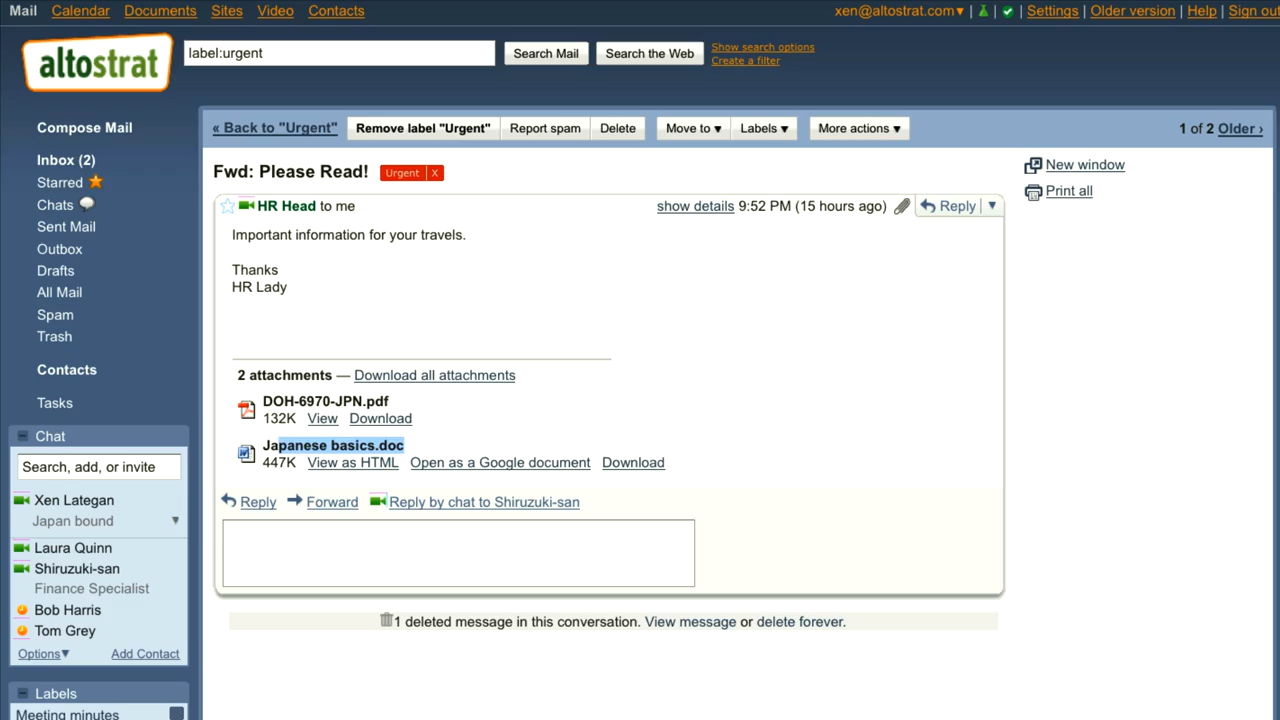 Mail Calendar Documents Sites Video Contacts
xen@altostrat.com▼ | | | Settings | Older version | Help | Sign out
altostrat
label:urgent
Search Mail
Search the Web
Show search options
Create a filter
Compose Mail
Inbox (2)
Starred
Chats
Sent Mail
Outbox
Drafts
All Mail
Spam
Trash
Contacts
Tasks
Chat
Search, add, or invite
Xen Lategan
Japan bound ▼
Laura Quinn
Shiruzuki-san
Finance Specialist
Bob Harris
Tom Grey
Options▼ Add Contact
Labels
Meeting minutes
« Back to "Urgent" Remove label "Urgent" Report spam Delete Move to ▼ Labels ▼ More actions ▼ 1 of 2 Older ›
Fwd: Please Read! Urgent X
HR Head to me show details 9:52 PM (15 hours ago) Reply ▼
Important information for your travels.
Thanks
HR Lady
2 attachments — Download all attachments
DOH-6970-JPN.pdf
132K View Download
Japanese basics.doc
447K View as HTML Open as a Google document Download
Reply Forward Reply by chat to Shiruzuki-san
1 deleted message in this conversation. View message or delete forever.
New window
Print all